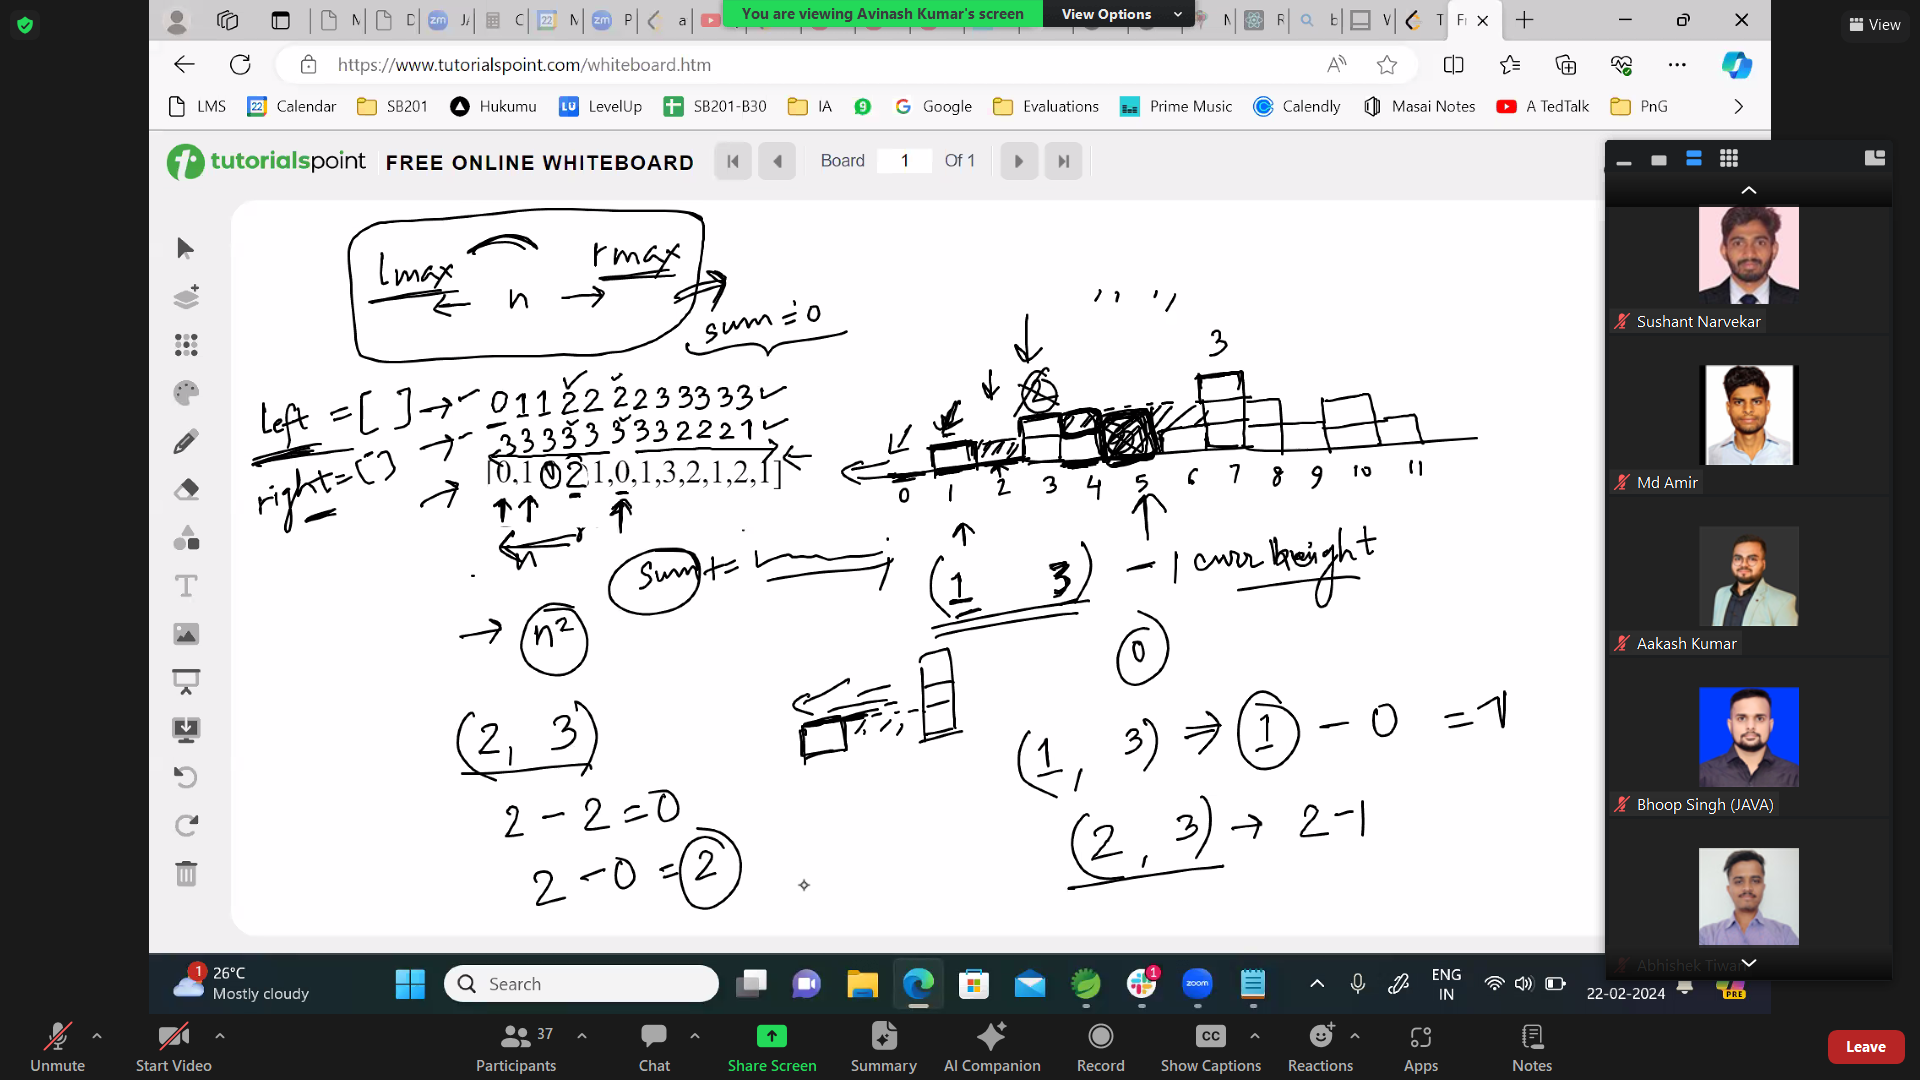 You are viewing Avinash Kumar's screen
View Options
View
https://www.tutorialspoint.com/whiteboard.htm
LMS
Calendar
SB201
Hukumu
LevelUp
SB201-B30
IA
Google
Evaluations
Prime Music
Calendly
Masai Notes
A TedTalk
PnG
tutorialspoint
FREE ONLINE WHITEBOARD
Board 1 Of 1
lmax rmax
n
sum = 0
left = [ ] → 0 1 1 2 2 2 2 3 3 3 3 3
right = [ ] 3 3 3 3 3 3 3 3 2 2 2 1
[0,1,0,2,1,0,1,3,2,1,2,1]
3
0 1 2 3 4 5 6 7 8 9 10 11
n
sum +=
(1 3) - 1 curr height
→ n²
0
(2, 3)
(1, 3) ⇒ 1 - 0 = 1
2 - 2 = 0
(2, 3) → 2 - 1
2 - 0 = 2
Sushant Narvekar
Md Amir
Aakash Kumar
Bhoop Singh (JAVA)
Abhishek Tiwari
1
26°C
Mostly cloudy
Search
1
zoom
ENG
IN
22-02-2024
PRE
Unmute
Start Video
Participants
37
Chat
Share Screen
Summary
AI Companion
Record
CC
Show Captions
Reactions
Apps
Notes
Leave